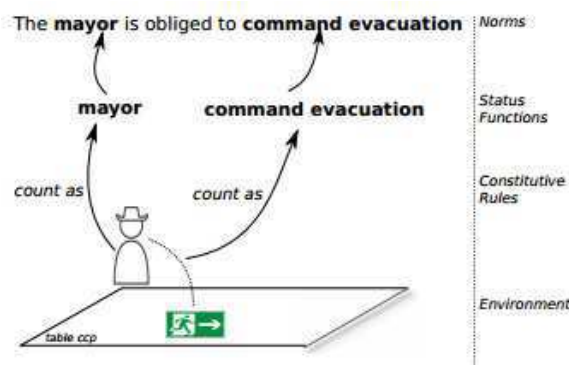 The mayor is obliged to command evacuation
Norms
mayor
command evacuation
Status
Functions
count as
count as
Constitutive
Rules
Environment
table ccp